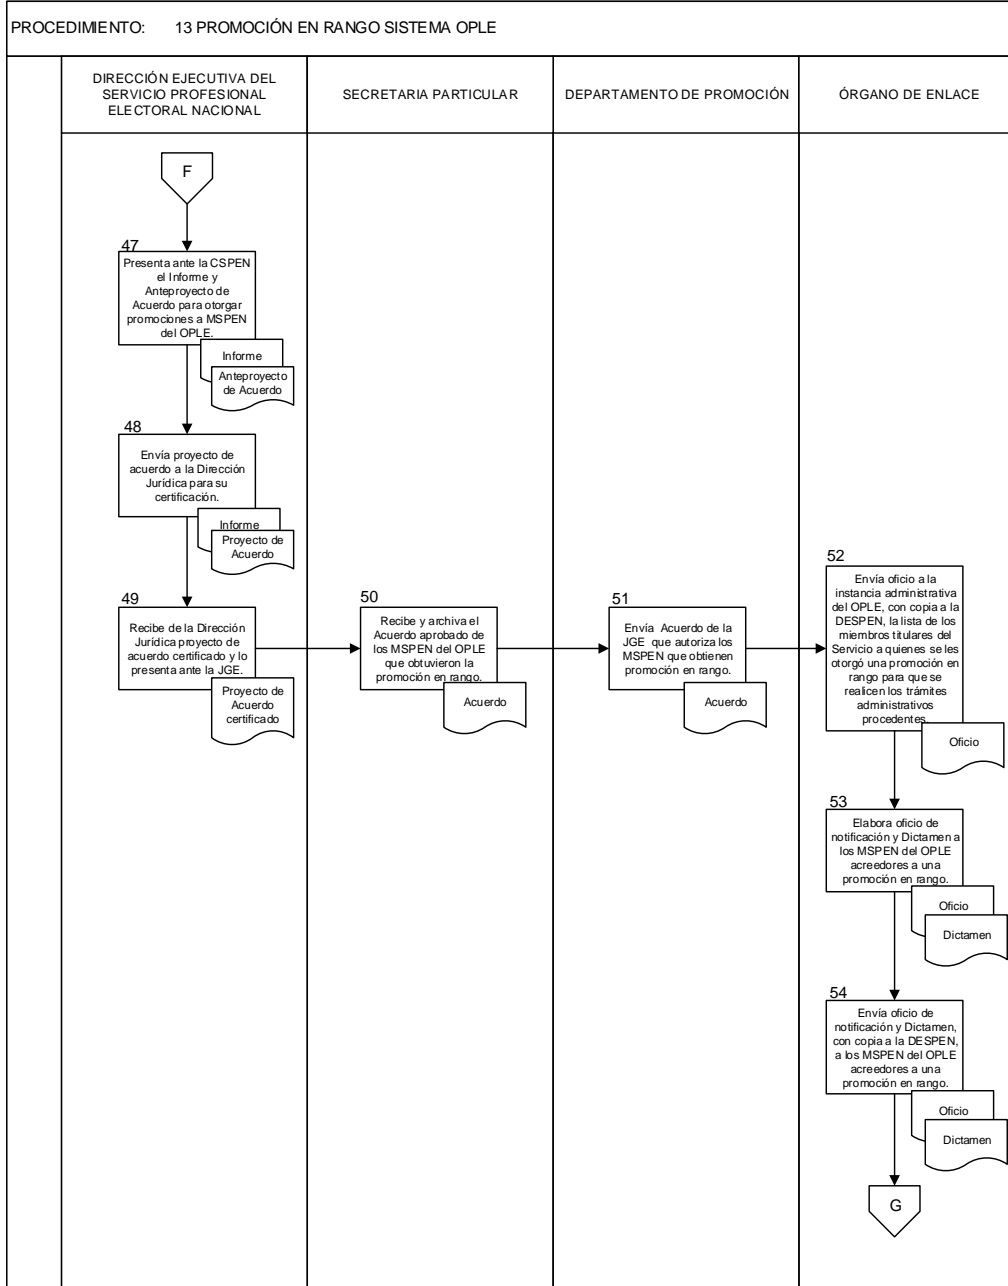 PROCEDIMIENTO: 13 PROMOCIÓN EN RANGO SISTEMA OPLE
DIRECCIÓN EJECUTIVA DEL
SERVICIO PROFESIONAL
ELECTORAL NACIONAL
SECRETARIA PARTICULAR
DEPARTAMENTO DE PROMOCIÓN
ÓRGANO DE ENLACE
F
47
Presenta ante la CSPEN
el Informe y
Anteproyecto de
Acuerdo para otorgar
promociones a MSPEN
del OPLE.
Informe
Anteproyecto
de Acuerdo
48
Envía proyecto de
acuerdo a la Dirección
Jurídica para su
certificación.
Informe
Proyecto de
Acuerdo
49
Recibe de la Dirección
Jurídica proyecto de
acuerdo certificado y lo
presenta ante la JGE.
Proyecto de
Acuerdo
certificado
50
Recibe y archiva el
Acuerdo aprobado de
los MSPEN del OPLE
que obtuvieron la
promoción en rango.
Acuerdo
51
Envía Acuerdo de la
JGE que autoriza los
MSPEN que obtienen
promoción en rango.
Acuerdo
52
Envía oficio a la
instancia administrativa
del OPLE, con copia a la
DESPEN, la lista de los
miembros titulares del
Servicio a quienes se les
otorgó una promoción en
rango para que se
realicen los trámites
administrativos
procedentes.
Oficio
53
Elabora oficio de
notificación y Dictamen a
los MSPEN del OPLE
acreedores a una
promoción en rango.
Oficio
Dictamen
54
Envía oficio de
notificación y Dictamen,
con copia a la DESPEN,
a los MSPEN del OPLE
acreedores a una
promoción en rango.
Oficio
Dictamen
G